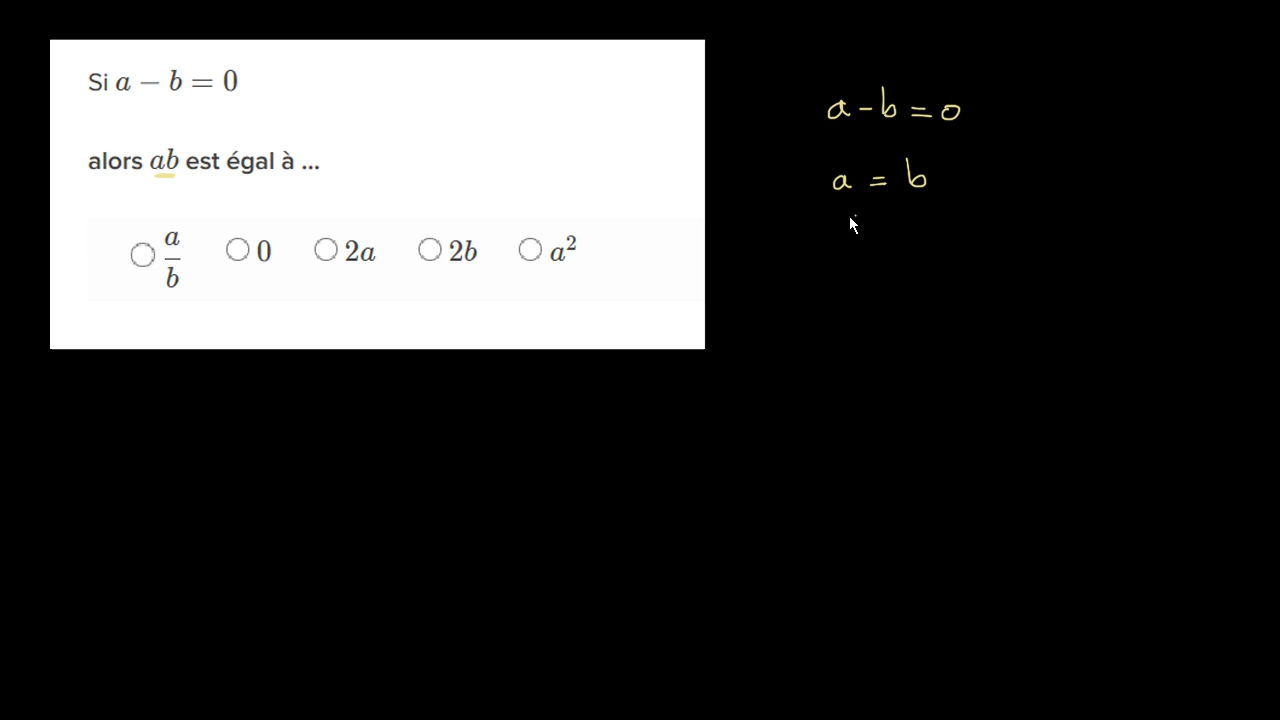 Si a − b = 0
alors ab est égal à ...
a/b 0 2a 2b a²
a - b = 0
a = b